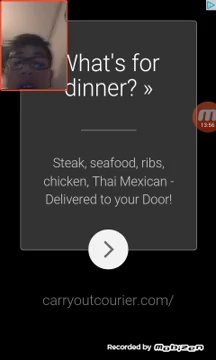 What's for
dinner? »
Steak, seafood, ribs,
chicken, Thai Mexican -
Delivered to your Door!
13:56
carryoutcourier.com/
Recorded by Mobizen